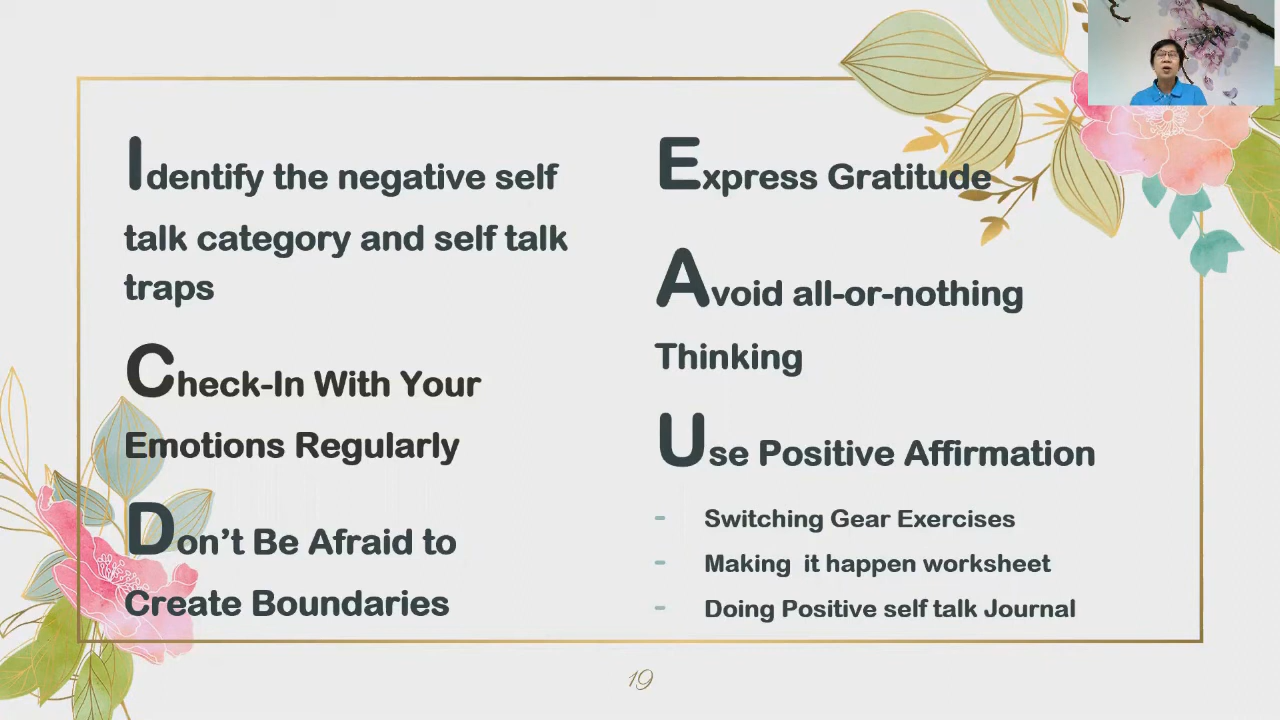 Identify the negative self
talk category and self talk
traps
Check-In With Your
Emotions Regularly
Don’t Be Afraid to
Create Boundaries
Express Gratitude
Avoid all-or-nothing
Thinking
Use Positive Affirmation
- Switching Gear Exercises
- Making  it happen worksheet
- Doing Positive self talk Journal
19